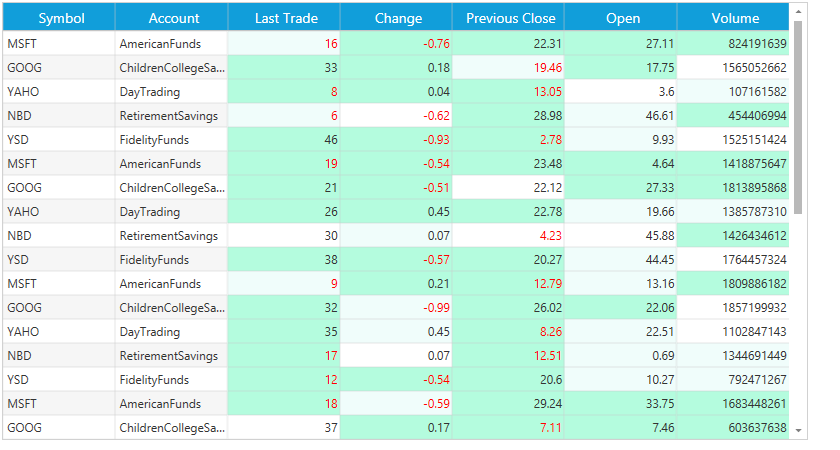 Symbol Account Last Trade Change Previous Close Open Volume
MSFT AmericanFunds 16 -0.76 22.31 27.11 824191639
GOOG ChildrenCollegeSa... 33 0.18 19.46 17.75 1565052662
YAHO DayTrading 8 0.04 13.05 3.6 107161582
NBD RetirementSavings 6 -0.62 28.98 46.61 454406994
YSD FidelityFunds 46 -0.93 2.78 9.93 1525151424
MSFT AmericanFunds 19 -0.54 23.48 4.64 1418875647
GOOG ChildrenCollegeSa... 21 -0.51 22.12 27.33 1813895868
YAHO DayTrading 26 0.45 22.78 19.66 1385787310
NBD RetirementSavings 30 0.07 4.23 45.88 1426434612
YSD FidelityFunds 38 -0.57 20.27 44.45 1764457324
MSFT AmericanFunds 9 0.21 12.79 13.16 1809886182
GOOG ChildrenCollegeSa... 32 -0.99 26.02 22.06 1857199932
YAHO DayTrading 35 0.45 8.26 22.51 1102847143
NBD RetirementSavings 17 0.07 12.51 0.69 1344691449
YSD FidelityFunds 12 -0.54 20.6 10.27 792471267
MSFT AmericanFunds 18 -0.59 29.24 33.75 1683448261
GOOG ChildrenCollegeSa... 37 0.17 7.11 7.46 603637638